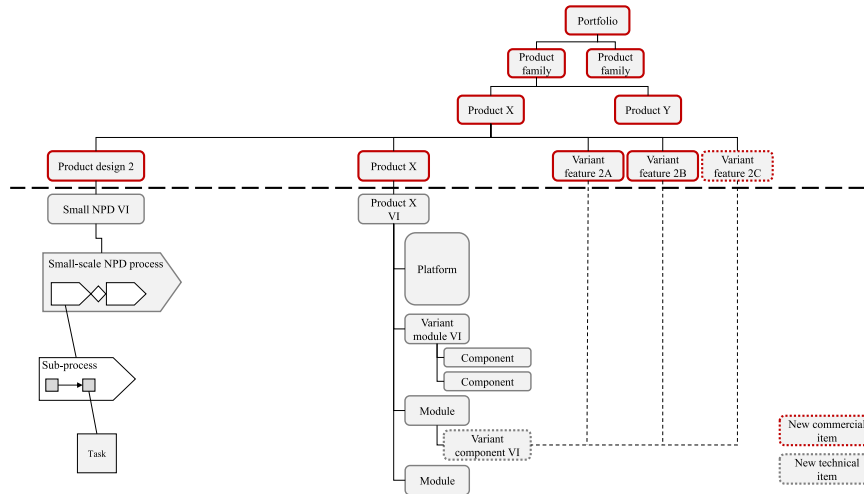 Portfolio
Product
family
Product
family
Product X
Product Y
Product design 2
Product X
Variant
feature 2A
Variant
feature 2B
Variant
feature 2C
Small NPD VI
Product X
VI
Small-scale NPD process
Platform
Variant
module VI
Component
Component
Sub-process
Module
Variant
component VI
Task
Module
New commercial
item
New technical
item